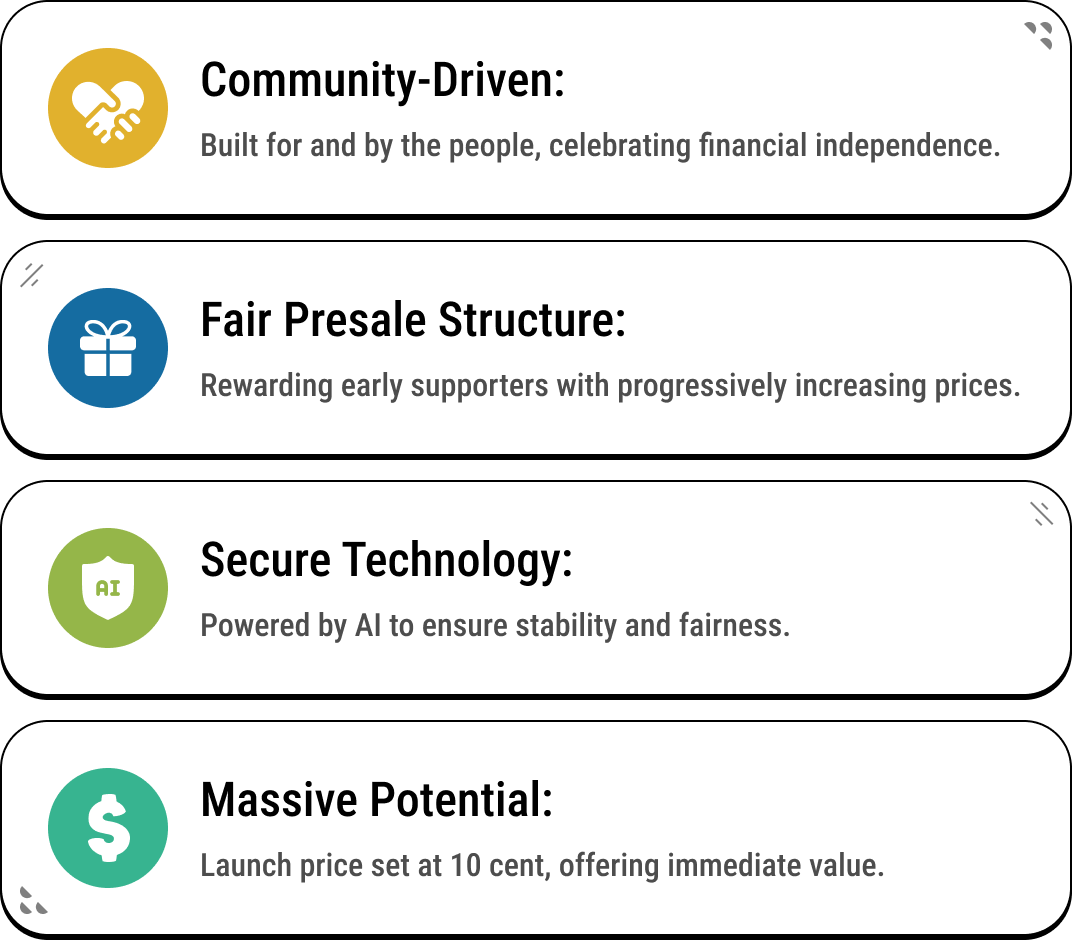 Community-Driven:
Built for and by the people, celebrating financial independence.
Fair Presale Structure:
Rewarding early supporters with progressively increasing prices.
AI
Secure Technology:
Powered by AI to ensure stability and fairness.
$
Massive Potential:
Launch price set at 10 cent, offering immediate value.